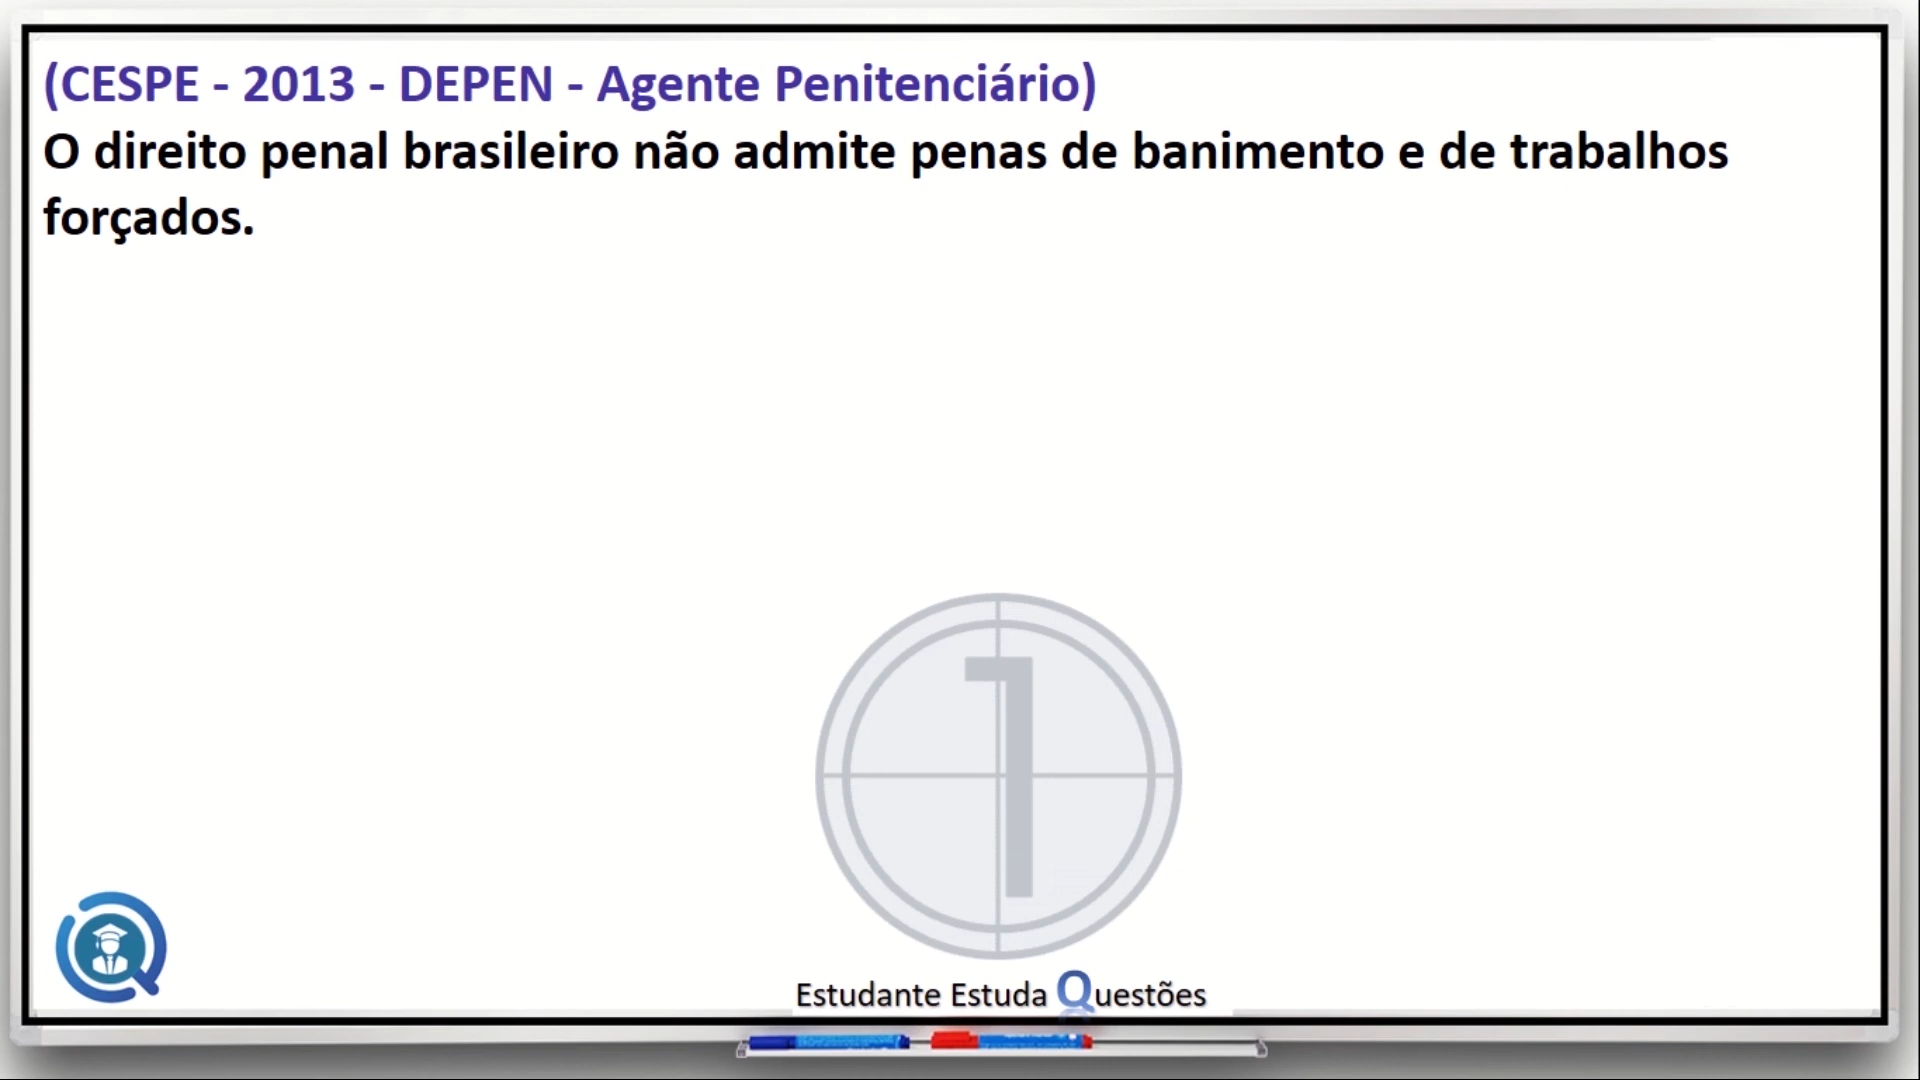 (CESPE - 2013 - DEPEN - Agente Penitenciário)
O direito penal brasileiro não admite penas de banimento e de trabalhos
forçados.
1
Estudante Estuda Questões